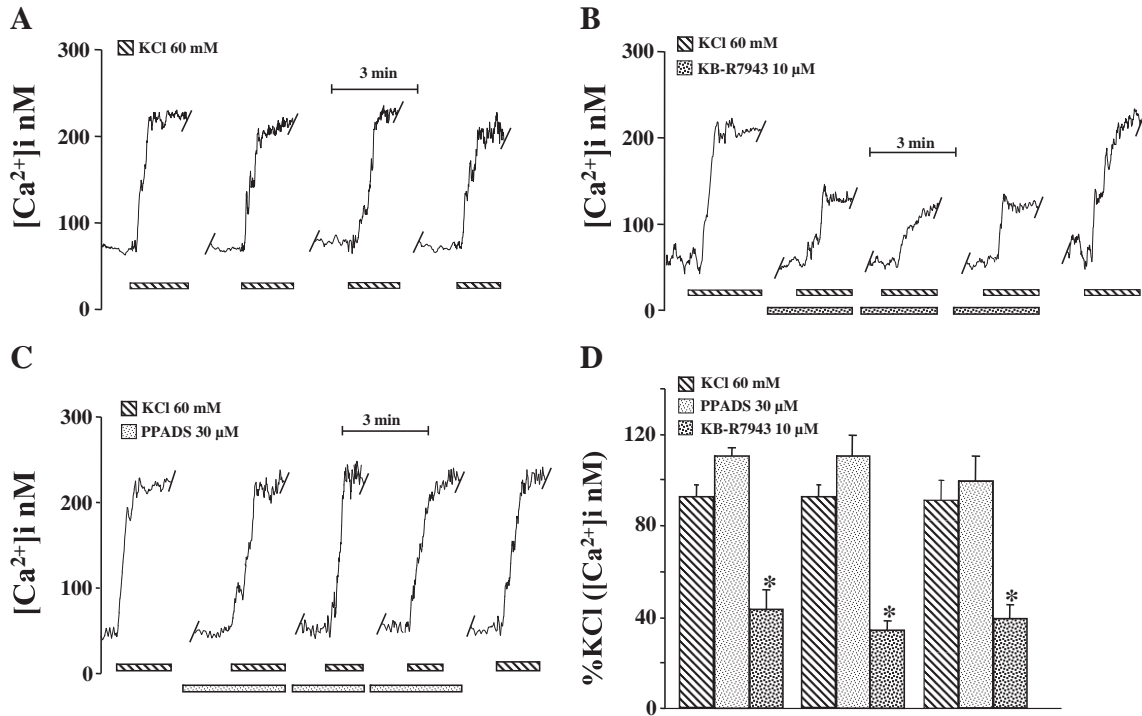 A
KCl 60 mM
300
200
100
0
[Ca²⁺]i nM
3 min
B
KCl 60 mM
KB-R7943 10 µM
300
200
100
0
[Ca²⁺]i nM
3 min
C
KCl 60 mM
PPADS 30 µM
300
200
100
0
[Ca²⁺]i nM
3 min
D
KCl 60 mM
PPADS 30 µM
KB-R7943 10 µM
120
80
40
0
%KCl ([Ca²⁺]i nM)
*
*
*